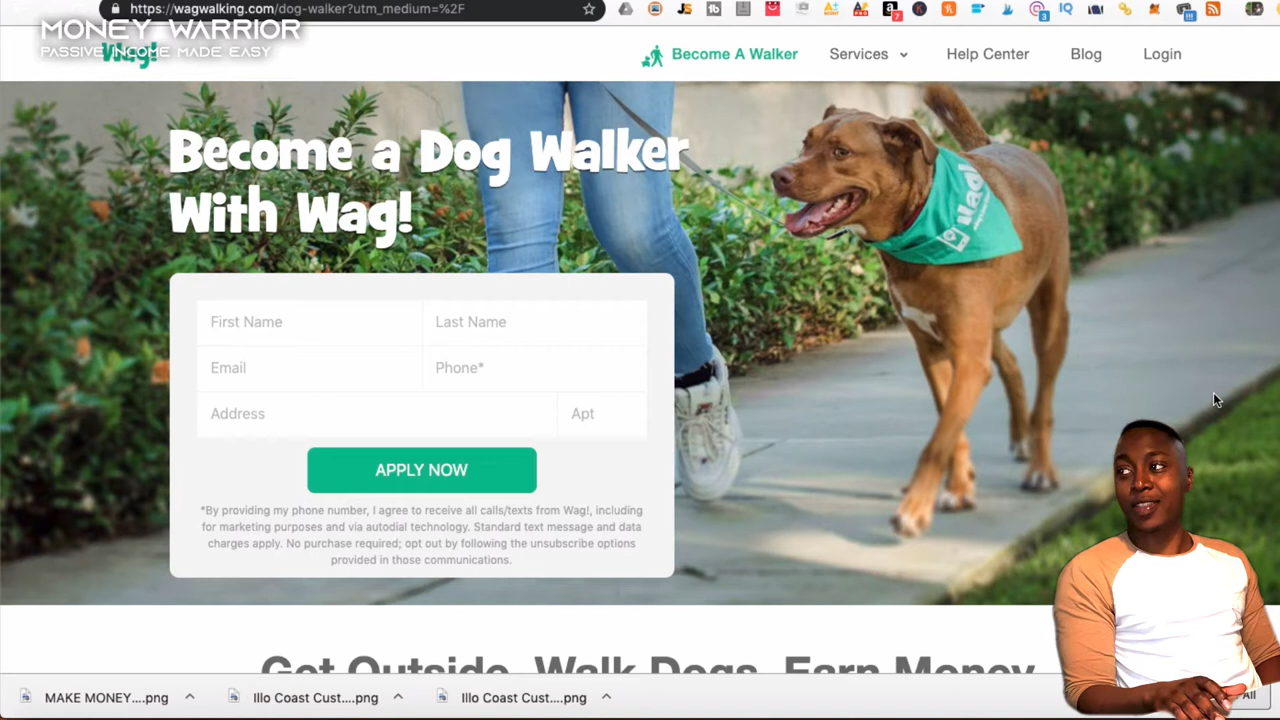 https://wagwalking.com/dog-walker?utm_medium=%2F
MONEY WARRIOR
PASSIVE INCOME MADE EASY
Wag!
Become A Walker
Services
Help Center
Blog
Login
Become a Dog Walker
With Wag!
Wag!
First Name
Last Name
Email
Phone*
Address
Apt
APPLY NOW
*By providing my phone number, I agree to receive all calls/texts from Wag!, including
for marketing purposes and via autodial technology. Standard text message and data
charges apply. No purchase required; opt out by following the unsubscribe options
provided in those communications.
Get Outside. Walk Dogs. Earn Money
MAKE MONEY....png
Illo Coast Cust....png
Illo Coast Cust....png
All